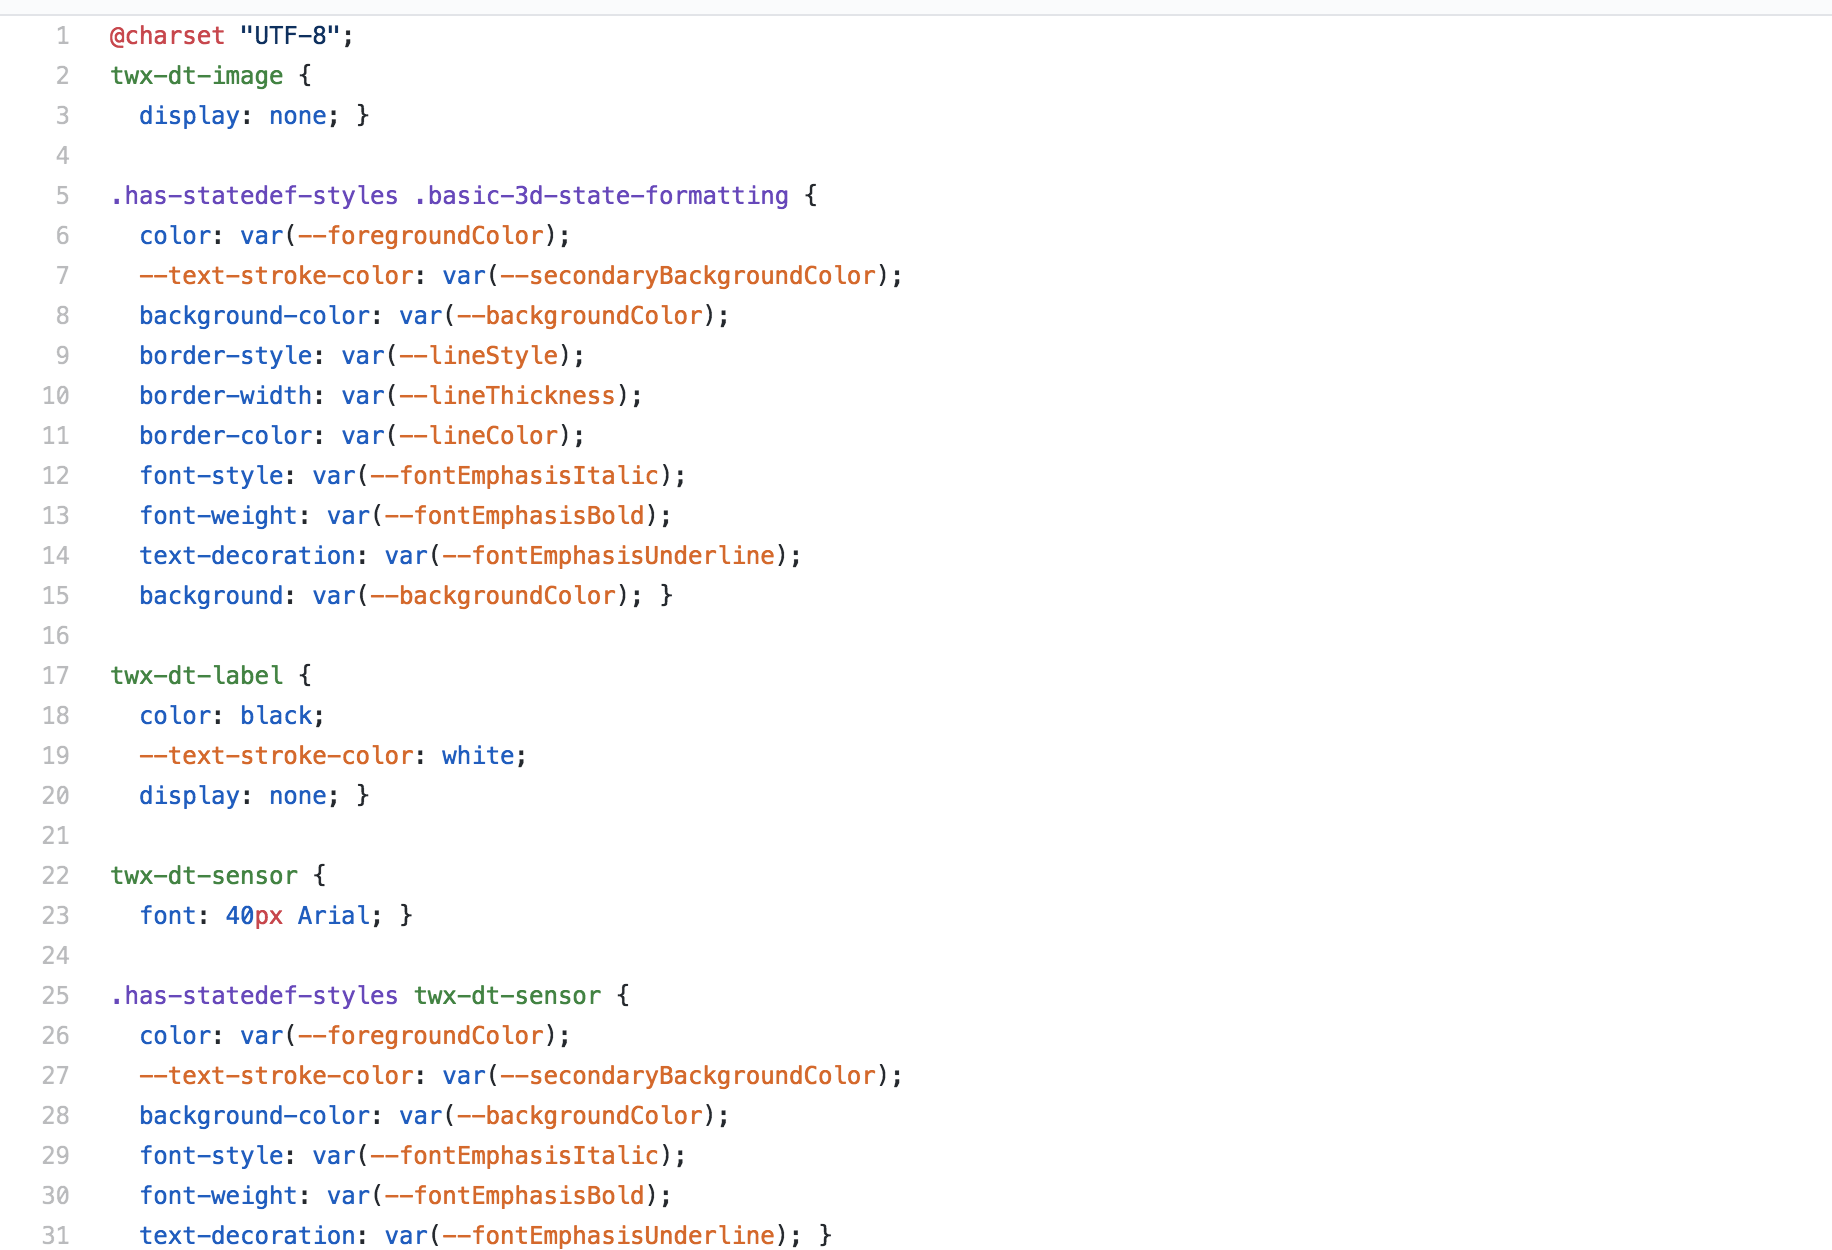 1 @charset "UTF-8";
2 twx-dt-image {
3   display: none; }
4
5 .has-statedef-styles .basic-3d-state-formatting {
6   color: var(--foregroundColor);
7   --text-stroke-color: var(--secondaryBackgroundColor);
8   background-color: var(--backgroundColor);
9   border-style: var(--lineStyle);
10   border-width: var(--lineThickness);
11   border-color: var(--lineColor);
12   font-style: var(--fontEmphasisItalic);
13   font-weight: var(--fontEmphasisBold);
14   text-decoration: var(--fontEmphasisUnderline);
15   background: var(--backgroundColor); }
16
17 twx-dt-label {
18   color: black;
19   --text-stroke-color: white;
20   display: none; }
21
22 twx-dt-sensor {
23   font: 40px Arial; }
24
25 .has-statedef-styles twx-dt-sensor {
26   color: var(--foregroundColor);
27   --text-stroke-color: var(--secondaryBackgroundColor);
28   background-color: var(--backgroundColor);
29   font-style: var(--fontEmphasisItalic);
30   font-weight: var(--fontEmphasisBold);
31   text-decoration: var(--fontEmphasisUnderline); }